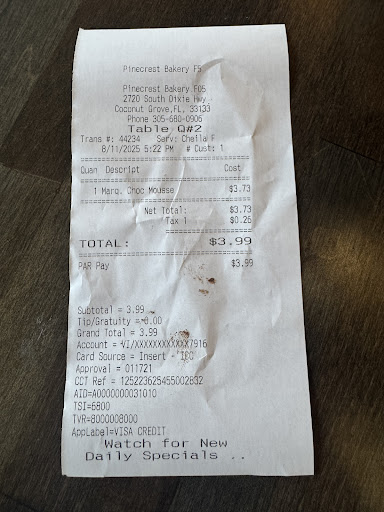 Pinecrest Bakery F5
Pinecrest Bakery F05
2720 South Dixie Hwy
Coconut Grove,FL, 33133
Phone 305-680-0906
Table Q#2
Trans #: 44234 Serv: Cheila F
8/11/2025 5:22 PM # Cust: 1
Quan Descript Cost
1 Marq. Choc Mousse $3.73
Net Total: $3.73
Tax 1 $0.26
TOTAL: $3.99
PAR Pay $3.99
Subtotal = 3.99
Tip/Gratuity = 0.00
Grand Total = 3.99
Account = VI/XXXXXXXXXXXX7916
Card Source = Insert -
Approval = 011721
CCT Ref = 125223625455002832
AID=A0000000031010
TSI=6800
TVR=8000008000
AppLabel=VISA CREDIT
Watch for New
Daily Specials ..